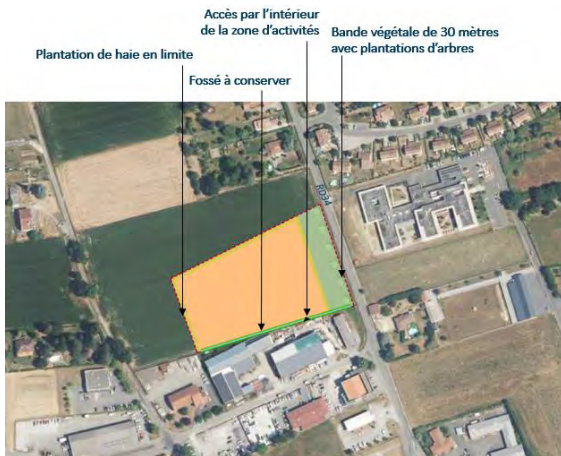 Accès par l'intérieur
de la zone d'activités
Bande végétale de 30 mètres
avec plantations d'arbres
Plantation de haie en limite
Fossé à conserver
RD34